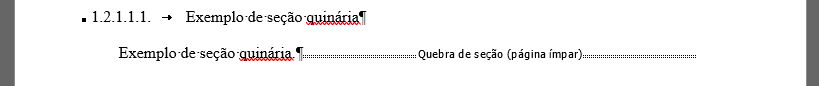 1.2.1.1.1. → Exemplo·de·seção·quinária¶
Exemplo·de·seção·quinária.¶ Quebra de seção (página ímpar)